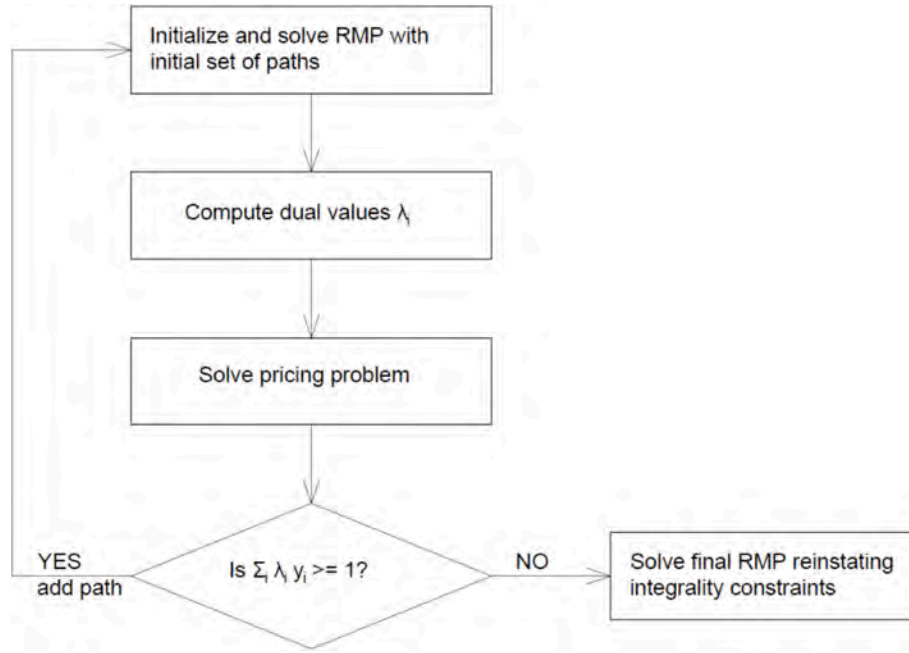 Initialize and solve RMP with
initial set of paths
Compute dual values λᵢ
Solve pricing problem
Is Σᵢ λᵢ yᵢ >= 1?
YES
add path
NO
Solve final RMP reinstating
integrality constraints